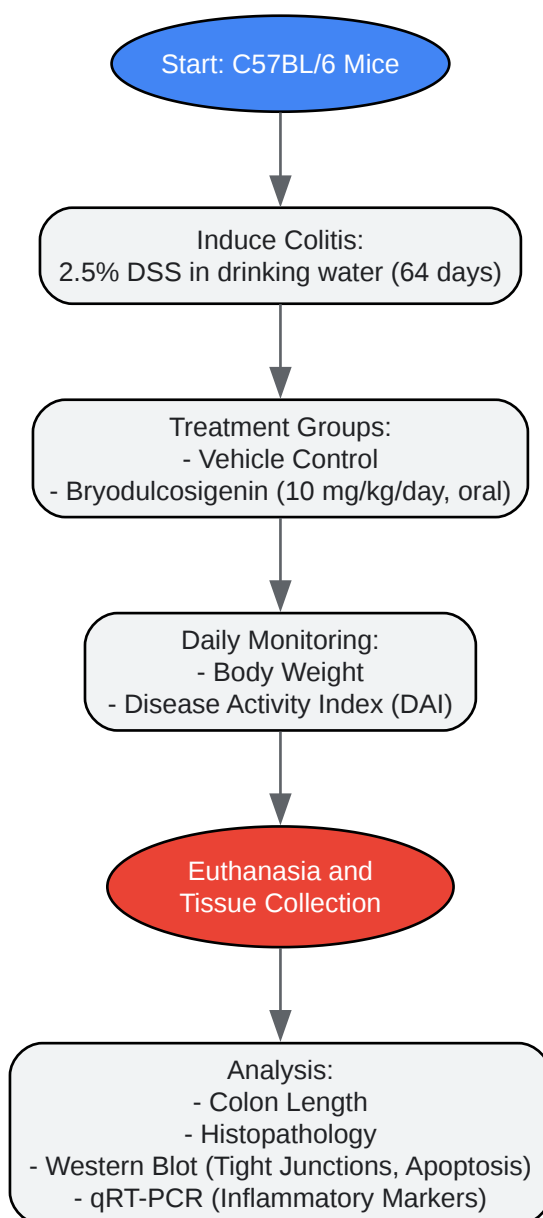 Start: C57BL/6 Mice
Induce Colitis:
2.5% DSS in drinking water (64 days)
Treatment Groups:
- Vehicle Control
- Bryodulcosigenin (10 mg/kg/day, oral)
Daily Monitoring:
- Body Weight
- Disease Activity Index (DAI)
Euthanasia and
Tissue Collection
Analysis:
- Colon Length
- Histopathology
- Western Blot (Tight Junctions, Apoptosis)
- qRT-PCR (Inflammatory Markers)